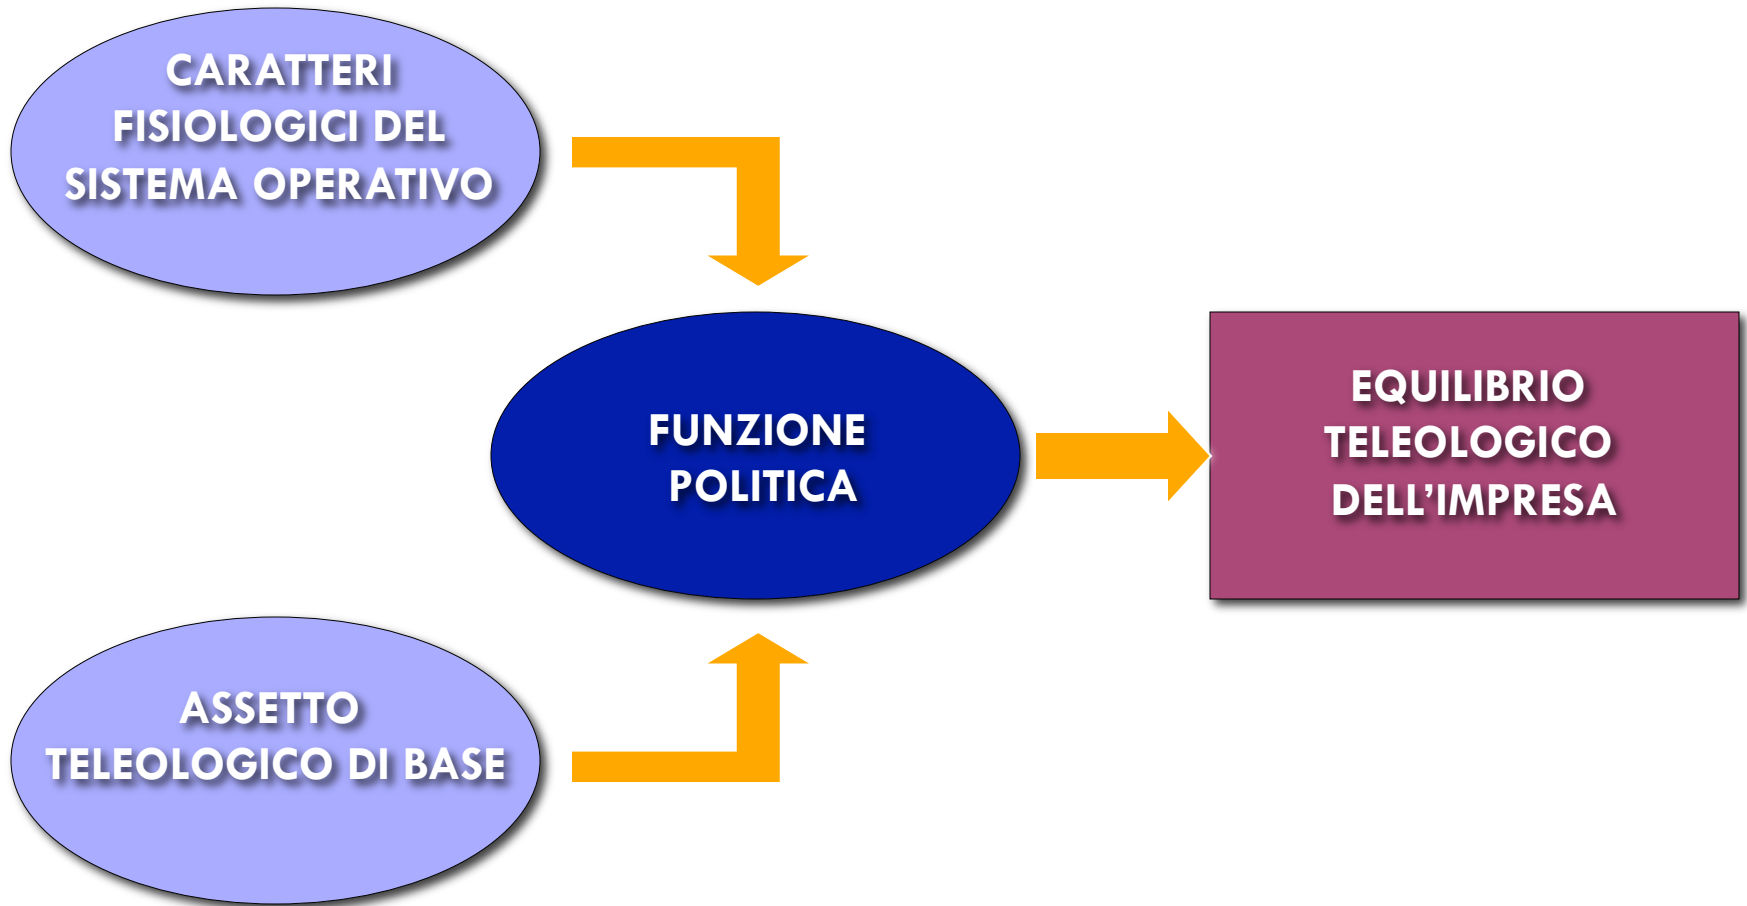 CARATTERI
FISIOLOGICI DEL
SISTEMA OPERATIVO
FUNZIONE
POLITICA
EQUILIBRIO
TELEOLOGICO
DELL’IMPRESA
ASSETTO
TELEOLOGICO DI BASE